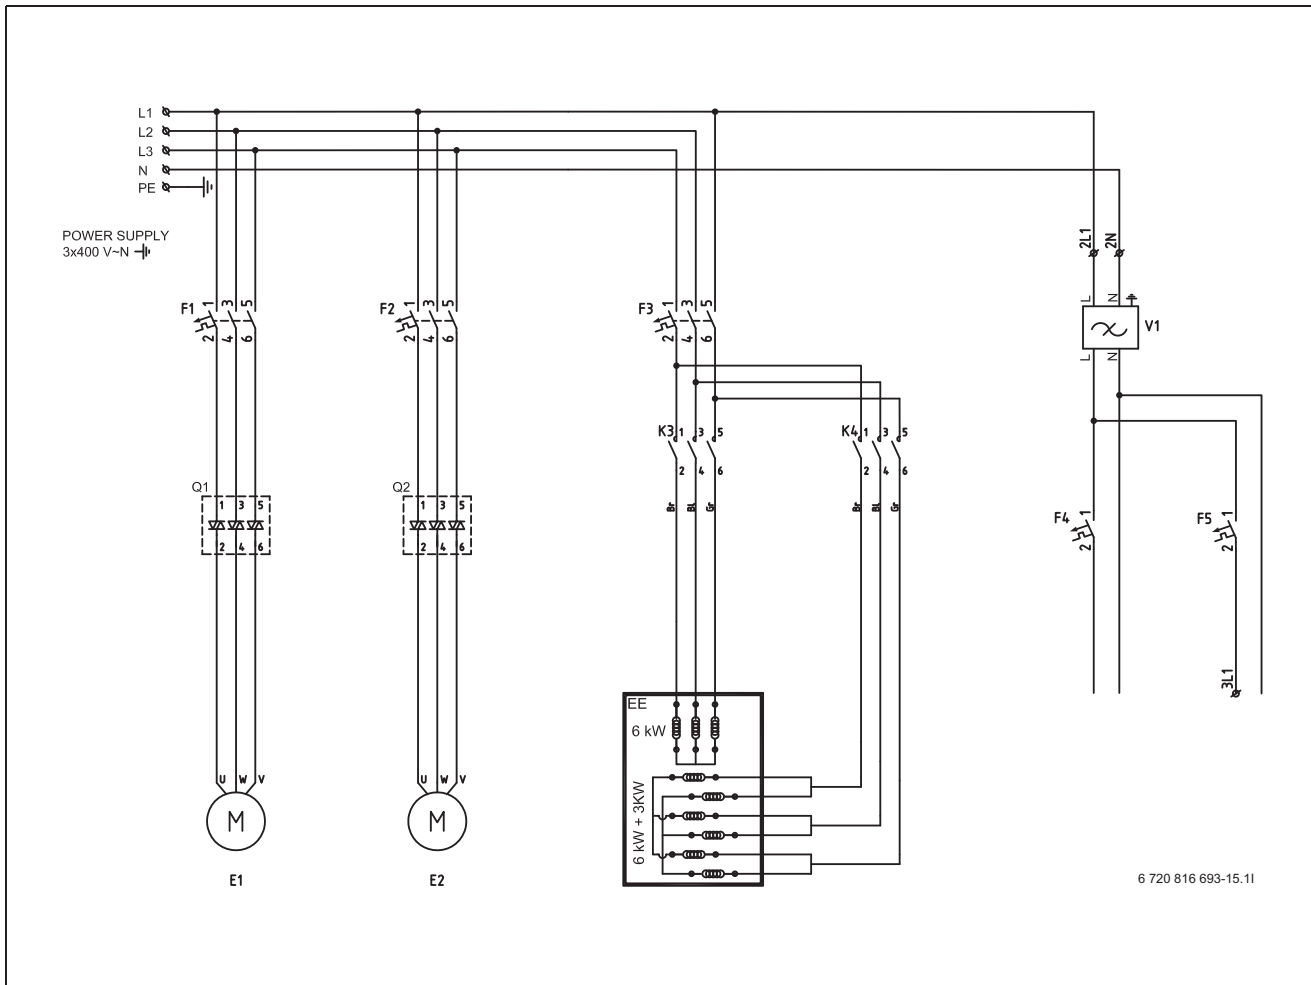 L1
L2
L3
N
PE
POWER SUPPLY
3x400 V~N
2L1
2N
L
N
V1
L
N
F1
1
3
5
2
4
6
F2
1
3
5
2
4
6
F3
1
3
5
2
4
6
K3
1
3
5
2
4
6
K4
1
3
5
2
4
6
Br
Bl
Gr
Br
Bl
Gr
Q1
1
3
5
2
4
6
Q2
1
3
5
2
4
6
F4
1
2
F5
1
2
3L1
EE
6 kW
6 kW + 3KW
U
W
V
M
E1
U
W
V
M
E2
6 720 816 693-15.1I